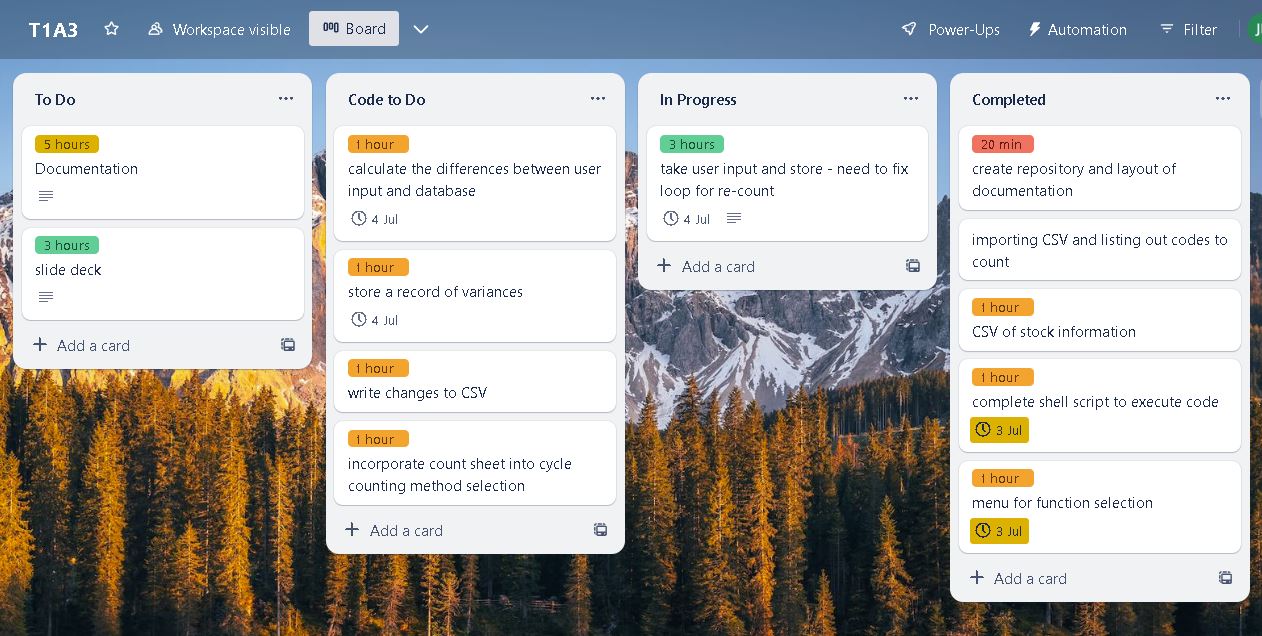 T1A3
Workspace visible
Board
Power-Ups
Automation
Filter
To Do
5 hours
Documentation
3 hours
slide deck
Add a card
Code to Do
1 hour
calculate the differences between user
input and database
4 Jul
1 hour
store a record of variances
4 Jul
1 hour
write changes to CSV
1 hour
incorporate count sheet into cycle
counting method selection
Add a card
In Progress
3 hours
take user input and store - need to fix
loop for re-count
4 Jul
Add a card
Completed
20 min
create repository and layout of
documentation
importing CSV and listing out codes to
count
1 hour
CSV of stock information
1 hour
complete shell script to execute code
3 Jul
1 hour
menu for function selection
3 Jul
Add a card